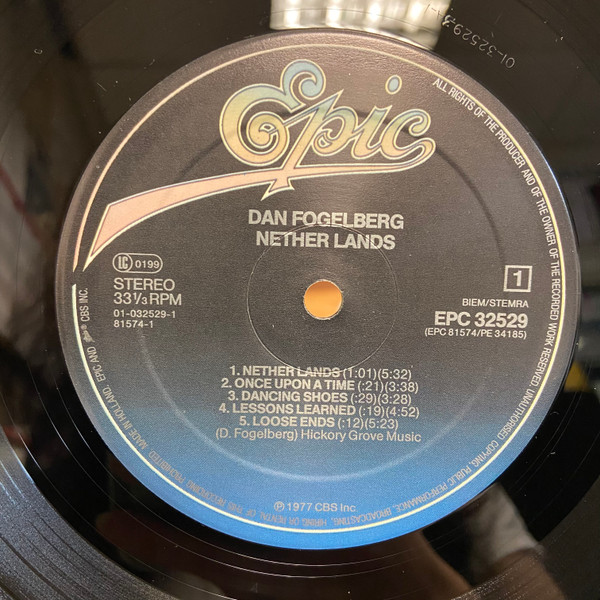 Epic
DAN FOGELBERG
NETHER LANDS
LC 0199
STEREO
33⅓ RPM
01-032529-1
81574-1
1
BIEM/STEMRA
EPC 32529
(EPC 81574/PE 34185)
1. NETHER LANDS (1:01)(5:32)
2. ONCE UPON A TIME (:21)(3:38)
3. DANCING SHOES (:29)(3:28)
4. LESSONS LEARNED (:19)(4:52)
5. LOOSE ENDS (:12)(5:23)
(D. Fogelberg) Hickory Grove Music
℗ 1977 CBS Inc.
ALL RIGHTS OF THE PRODUCER AND OF THE OWNER OF THE RECORDED WORK RESERVED. UNAUTHORISED COPYING, PUBLIC PERFORMANCE, BROADCASTING, HIRING OR RENTAL OF THIS RECORDING PROHIBITED. MADE IN HOLLAND, EPIC AND CBS INC.
01-32529-